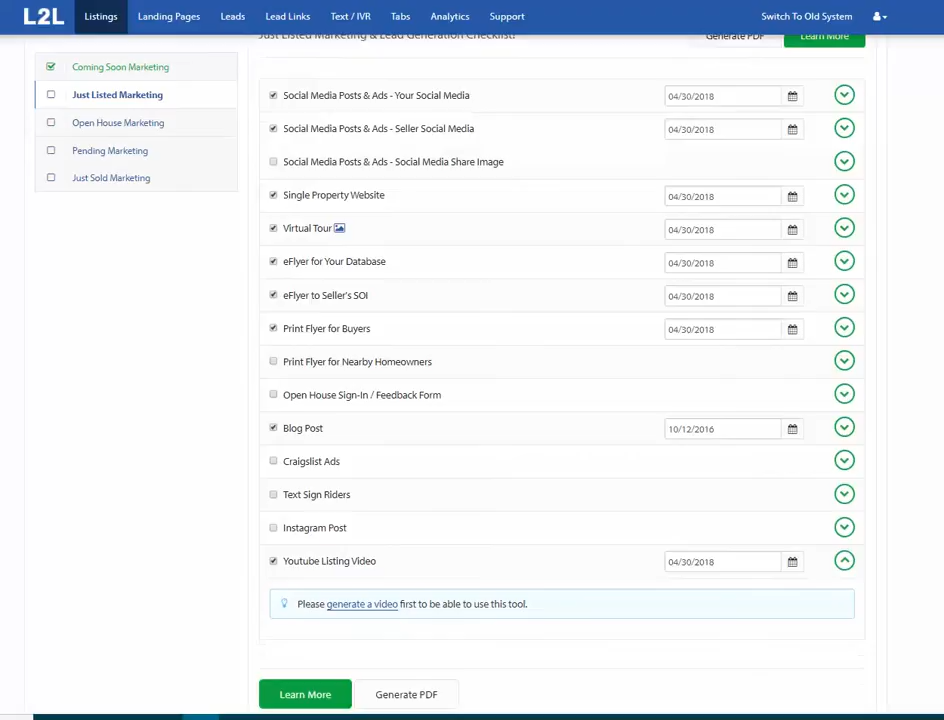 L2L Listings Landing Pages Leads Lead Links Text / IVR Tabs Analytics Support Switch To Old System
Just Listed Marketing & Lead Generation Checklist! Generate PDF Learn More
Coming Soon Marketing
Just Listed Marketing
Open House Marketing
Pending Marketing
Just Sold Marketing
Social Media Posts & Ads - Your Social Media 04/30/2018
Social Media Posts & Ads - Seller Social Media 04/30/2018
Social Media Posts & Ads - Social Media Share Image
Single Property Website 04/30/2018
Virtual Tour 04/30/2018
eFlyer for Your Database 04/30/2018
eFlyer to Seller's SOI 04/30/2018
Print Flyer for Buyers 04/30/2018
Print Flyer for Nearby Homeowners
Open House Sign-In / Feedback Form
Blog Post 10/12/2016
Craigslist Ads
Text Sign Riders
Instagram Post
Youtube Listing Video 04/30/2018
Please generate a video first to be able to use this tool.
Learn More Generate PDF